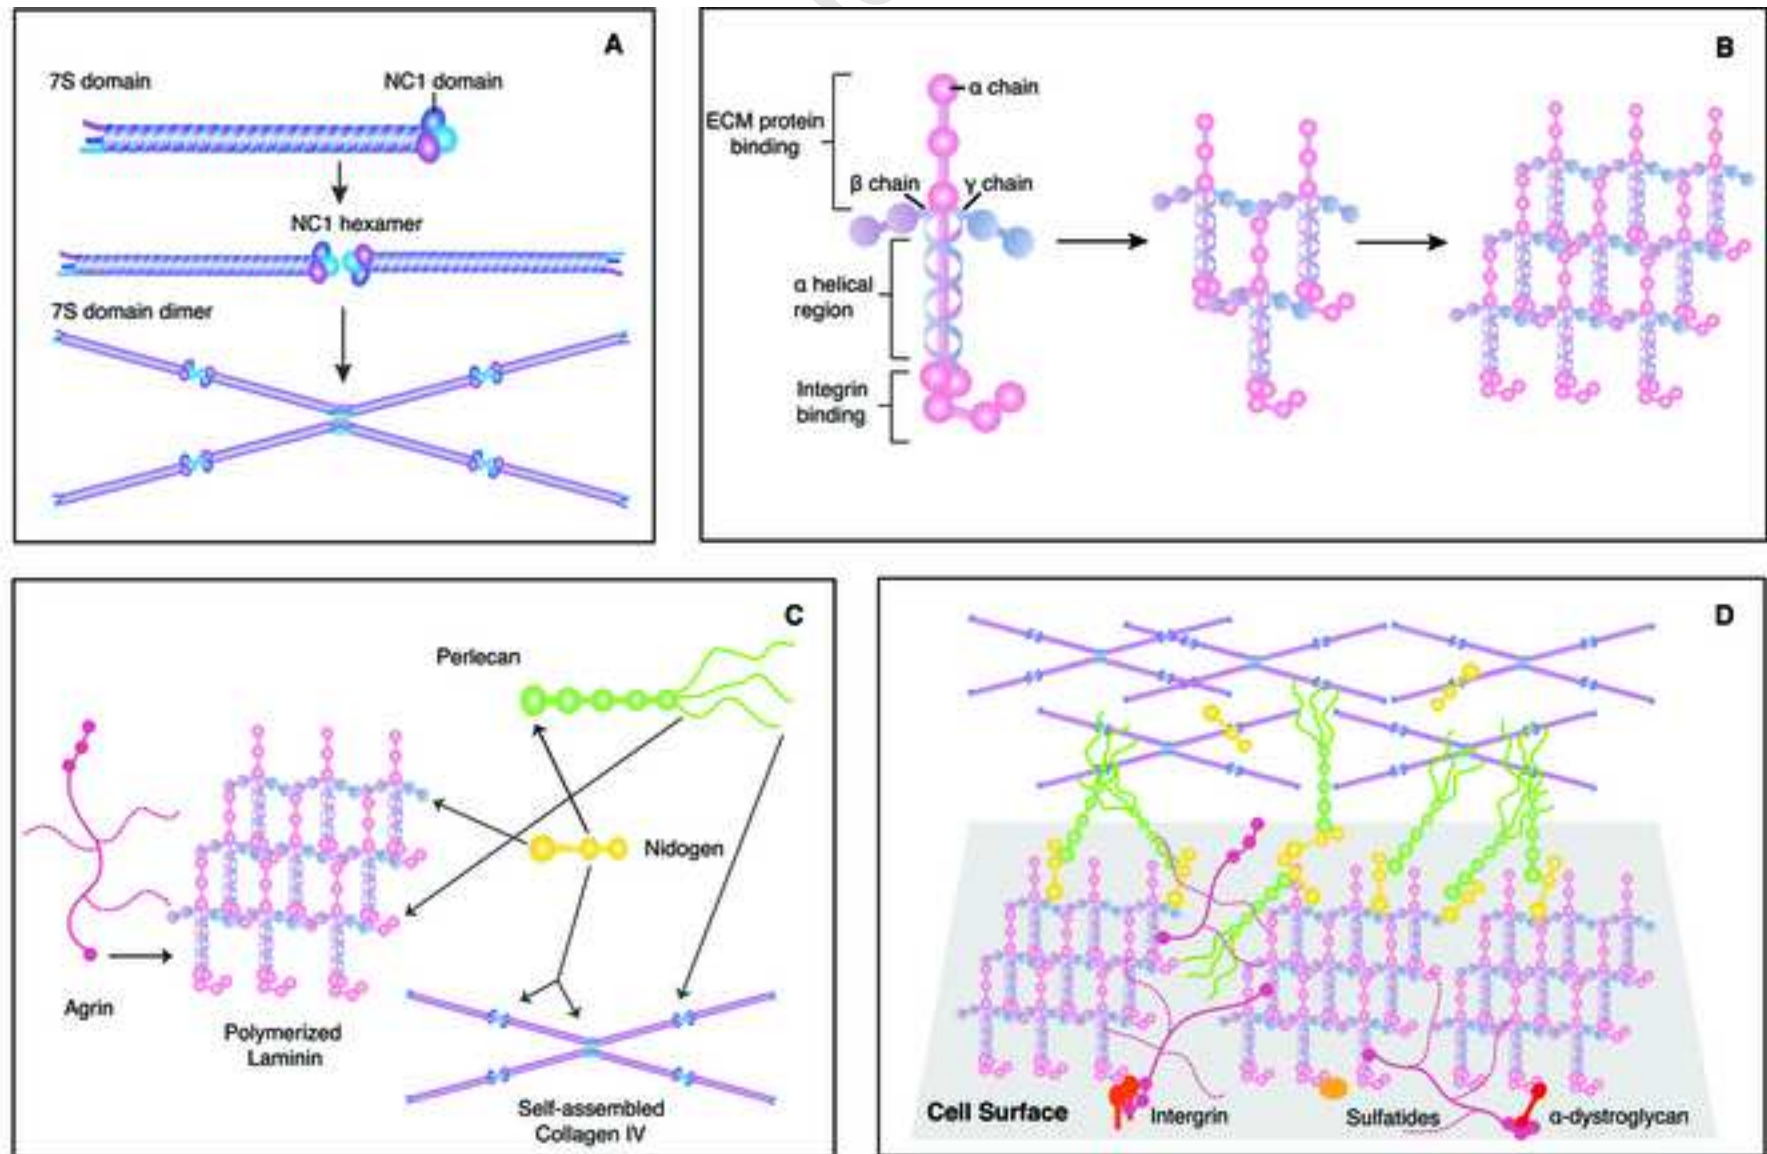 A
7S domain
NC1 domain
NC1 hexamer
7S domain dimer
B
α chain
ECM protein
binding
β chain
γ chain
α helical
region
Integrin
binding
C
Perlecan
Nidogen
Agrin
Polymerized
Laminin
Self-assembled
Collagen IV
D
Cell Surface
Intergrin
Sulfatides
α-dystroglycan